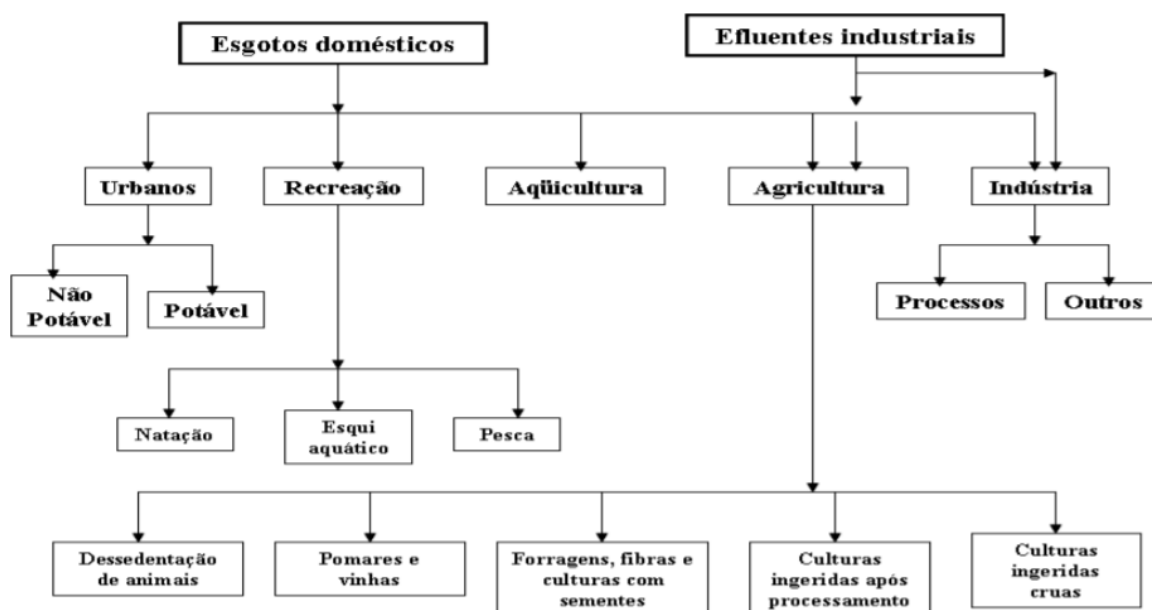 Esgotos domésticos
Efluentes industriais
Urbanos
Recreação
Aqüicultura
Agricultura
Indústria
Não
Potável
Potável
Processos
Outros
Natação
Esqui
aquático
Pesca
Dessedentação
de animais
Pomares e
vinhas
Forragens, fibras e
culturas com
sementes
Culturas
ingeridas após
processamento
Culturas
ingeridas
cruas